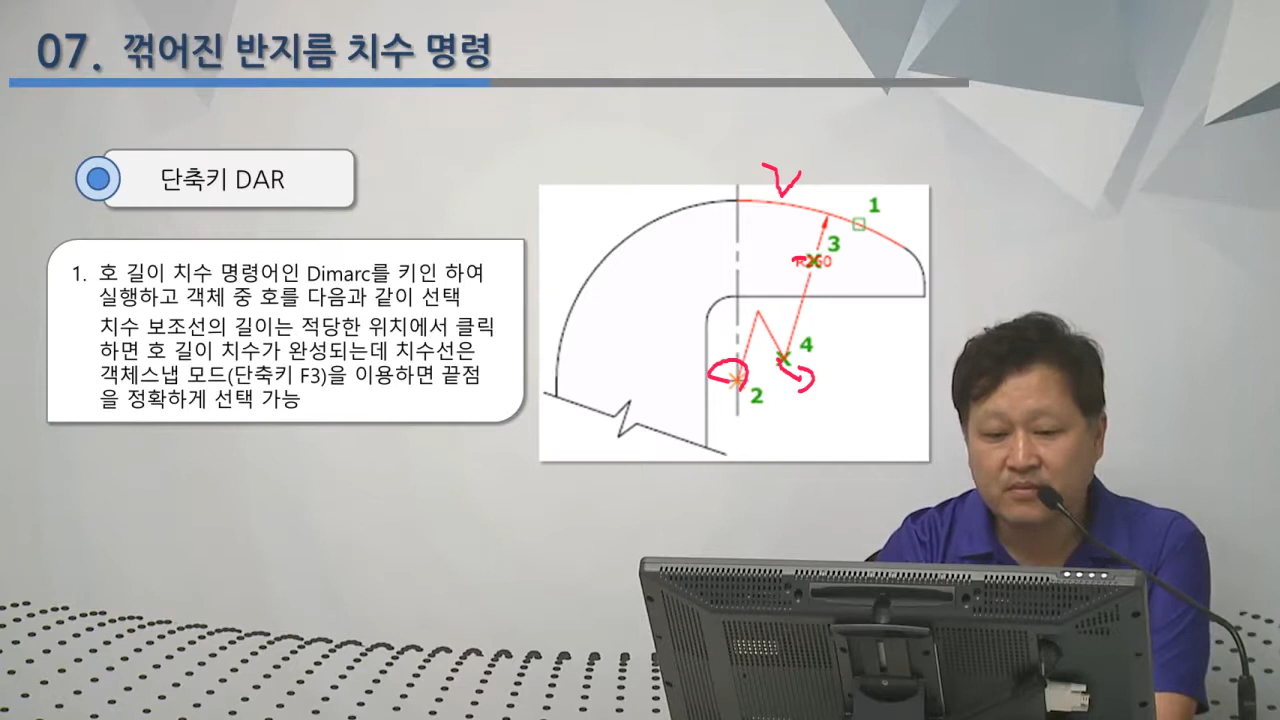 07. 꺾어진 반지름 치수 명령
단축키 DAR
1. 호 길이 치수 명령어인 Dimarc를 키인 하여
실행하고 객체 중 호를 다음과 같이 선택
치수 보조선의 길이는 적당한 위치에서 클릭
하면 호 길이 치수가 완성되는데 치수선은
객체스냅 모드(단축키 F3)을 이용하면 끝점
을 정확하게 선택 가능
1
3
4
2